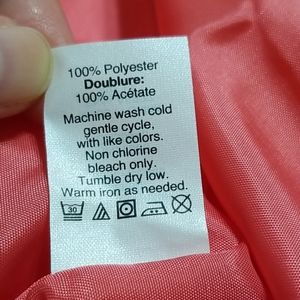 100% Polyester
Doublure:
100% Acétate
Machine wash cold
gentle cycle,
with like colors.
Non chlorine
bleach only.
Tumble dry low.
Warm iron as needed.
30